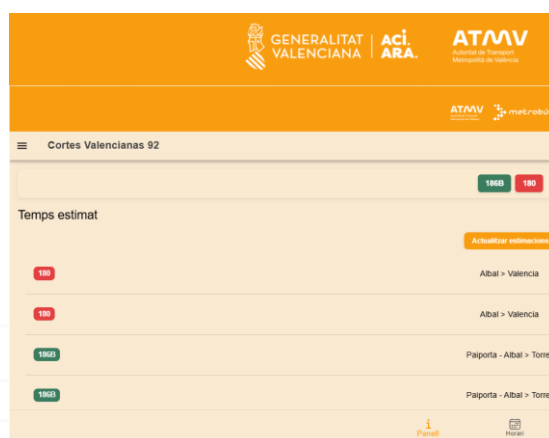 GENERALITAT
VALENCIANA
ACÍ.
ARA.
ATMV
Autoritat de Transport
Metropolità de València
ATMV
metrobú
Cortes Valencianas 92
186B 180
Temps estimat
Actualitzar estimacions
180 Albal > Valencia
180 Albal > Valencia
186B Paiporta - Albal > Torre
186B Paiporta - Albal > Torre
Panell Horari